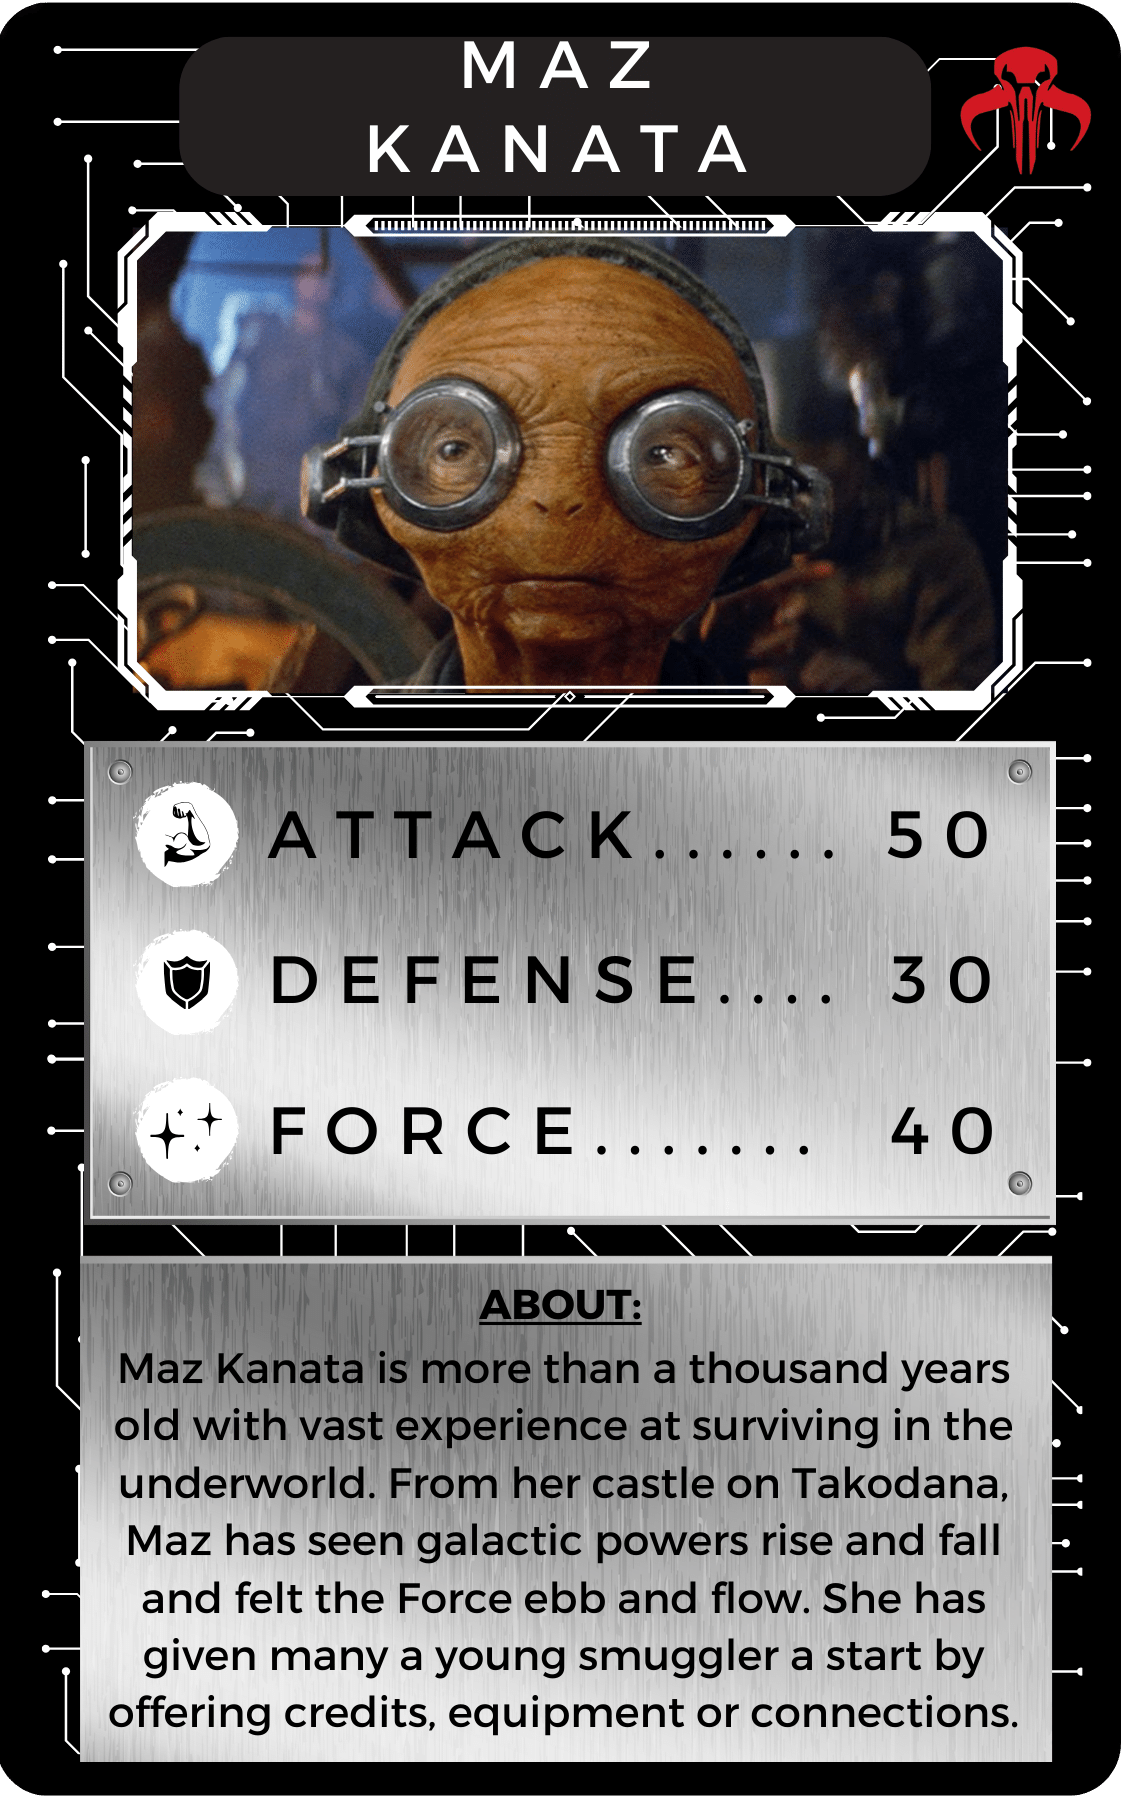 MAZ
KANATA
ATTACK...... 50
DEFENSE.... 30
FORCE....... 40
ABOUT:
Maz Kanata is more than a thousand years
old with vast experience at surviving in the
underworld. From her castle on Takodana,
Maz has seen galactic powers rise and fall
and felt the Force ebb and flow. She has
given many a young smuggler a start by
offering credits, equipment or connections.